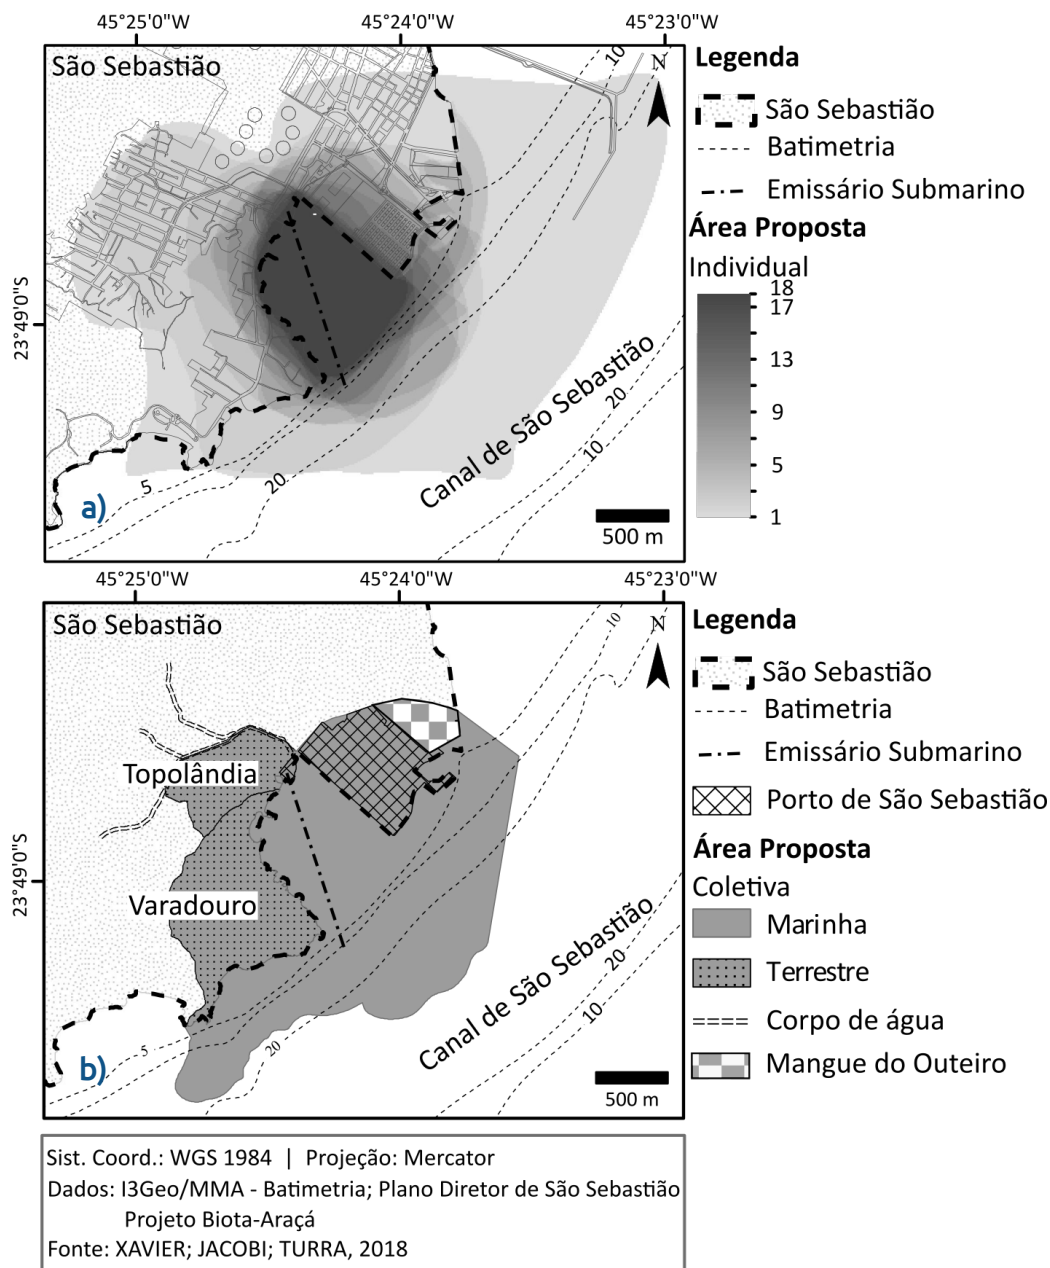 45°25'0"W 45°24'0"W 45°23'0"W
São Sebastião
10
N
23°49'0"S
Canal de São Sebastião
20
10
5
20
a)
500 m
Legenda
São Sebastião
Batimetria
Emissário Submarino
Área Proposta
Individual
18
17
13
9
5
1
45°25'0"W 45°24'0"W 45°23'0"W
São Sebastião
10
N
Topolândia
23°49'0"S
Varadouro
Canal de São Sebastião
20
10
5
20
b)
500 m
Legenda
São Sebastião
Batimetria
Emissário Submarino
Porto de São Sebastião
Área Proposta
Coletiva
Marinha
Terrestre
Corpo de água
Mangue do Outeiro
Sist. Coord.: WGS 1984 | Projeção: Mercator
Dados: I3Geo/MMA - Batimetria; Plano Diretor de São Sebastião
Projeto Biota-Araçá
Fonte: XAVIER; JACOBI; TURRA, 2018